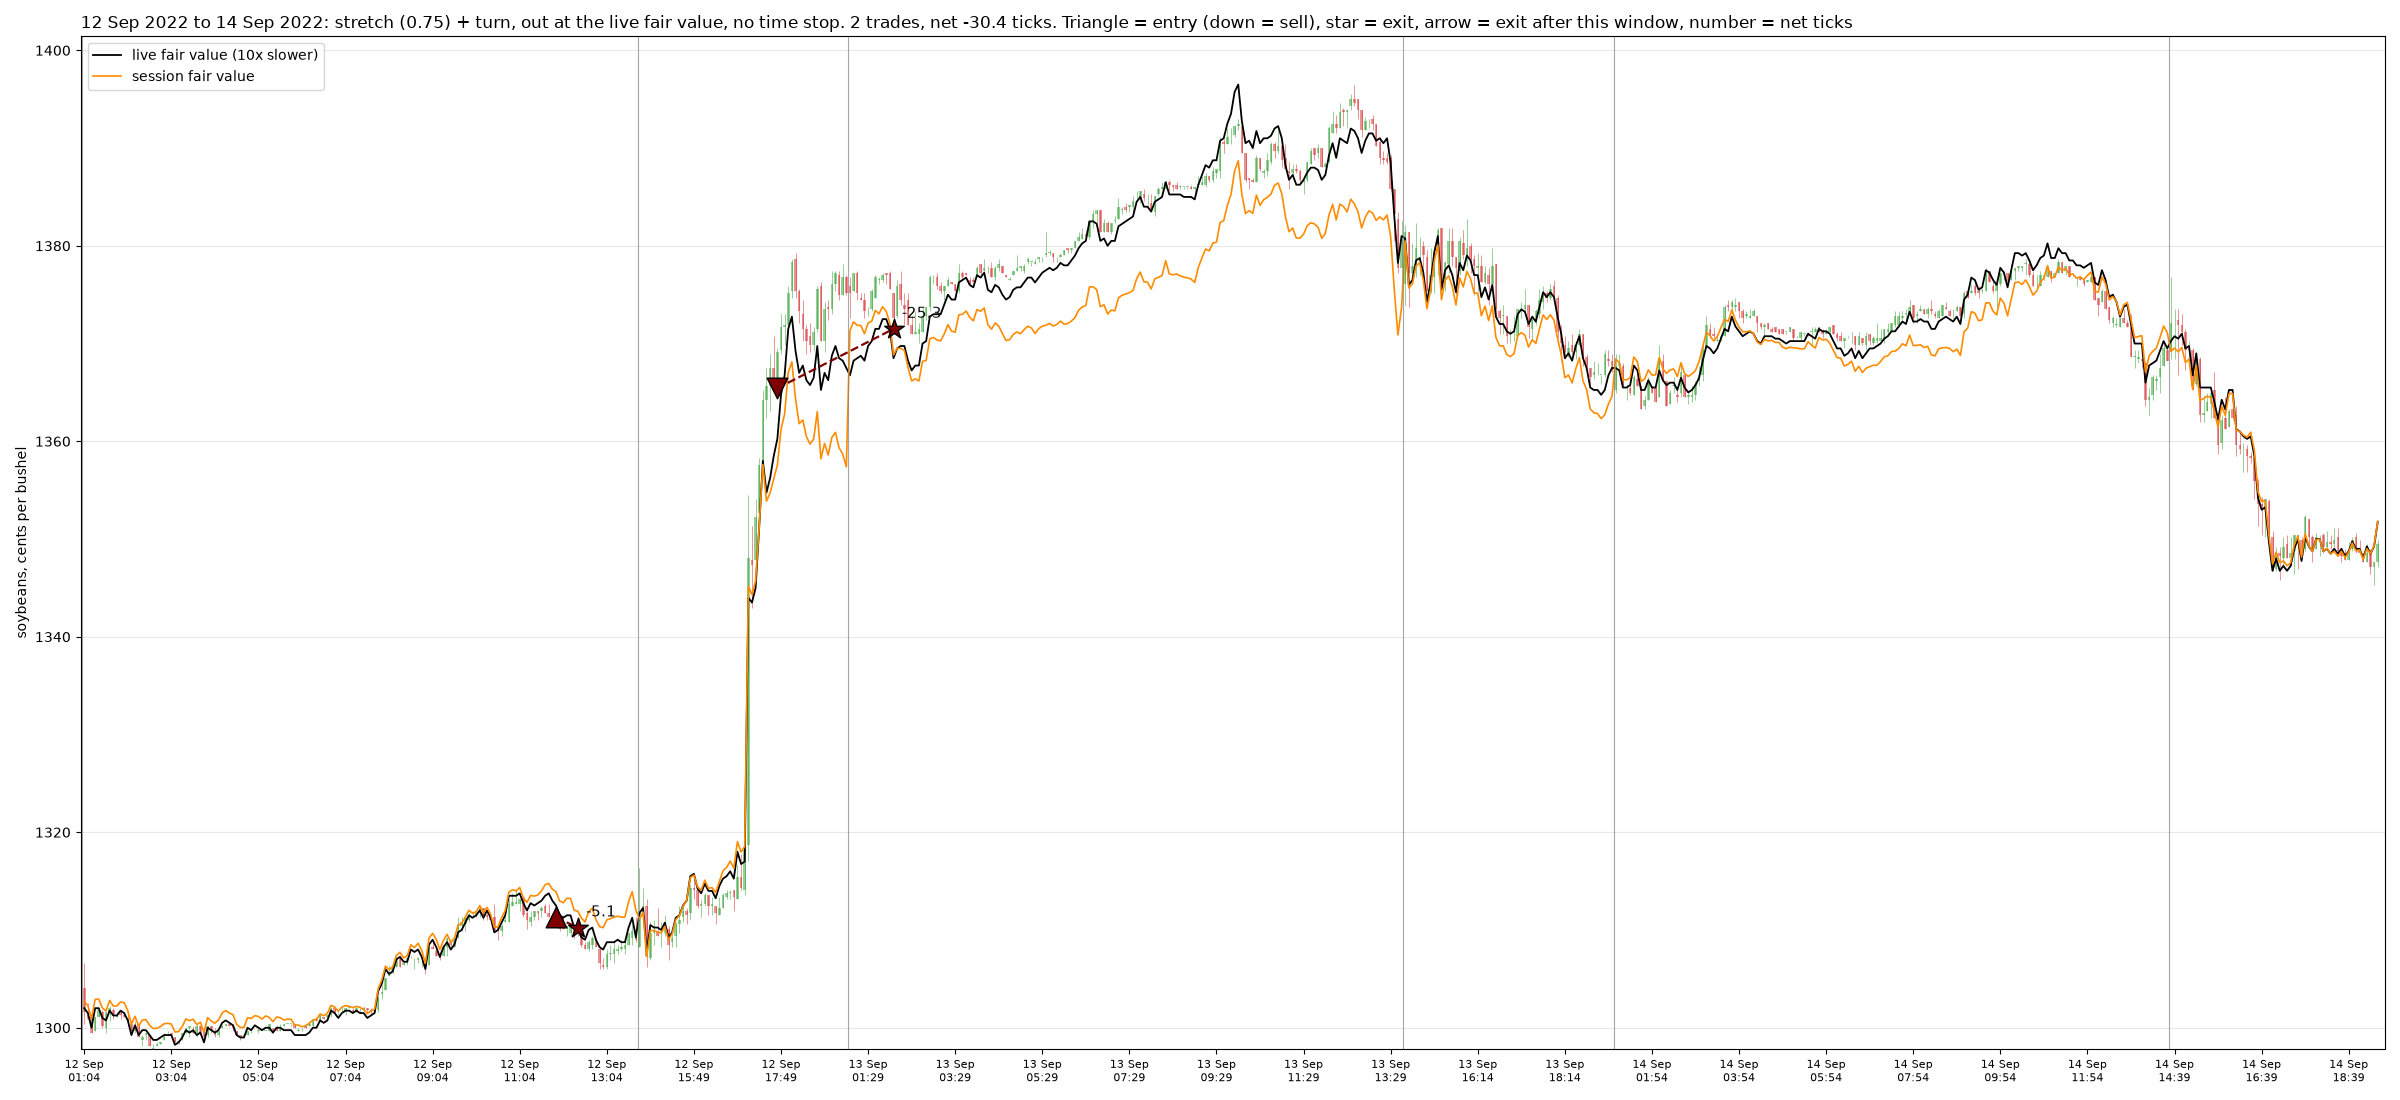 12 Sep 2022 to 14 Sep 2022: stretch (0.75) + turn, out at the live fair value, no time stop. 2 trades, net -30.4 ticks. Triangle = entry (down = sell), star = exit, arrow = exit after this window, number = net ticks
live fair value (10x slower)
session fair value
soybeans, cents per bushel
1400
1380
1360
1340
1320
1300
-25.3
-5.1
12 Sep 01:04
12 Sep 03:04
12 Sep 05:04
12 Sep 07:04
12 Sep 09:04
12 Sep 11:04
12 Sep 13:04
12 Sep 15:49
12 Sep 17:49
13 Sep 01:29
13 Sep 03:29
13 Sep 05:29
13 Sep 07:29
13 Sep 09:29
13 Sep 11:29
13 Sep 13:29
13 Sep 16:14
13 Sep 18:14
14 Sep 01:54
14 Sep 03:54
14 Sep 05:54
14 Sep 07:54
14 Sep 09:54
14 Sep 11:54
14 Sep 14:39
14 Sep 16:39
14 Sep 18:39